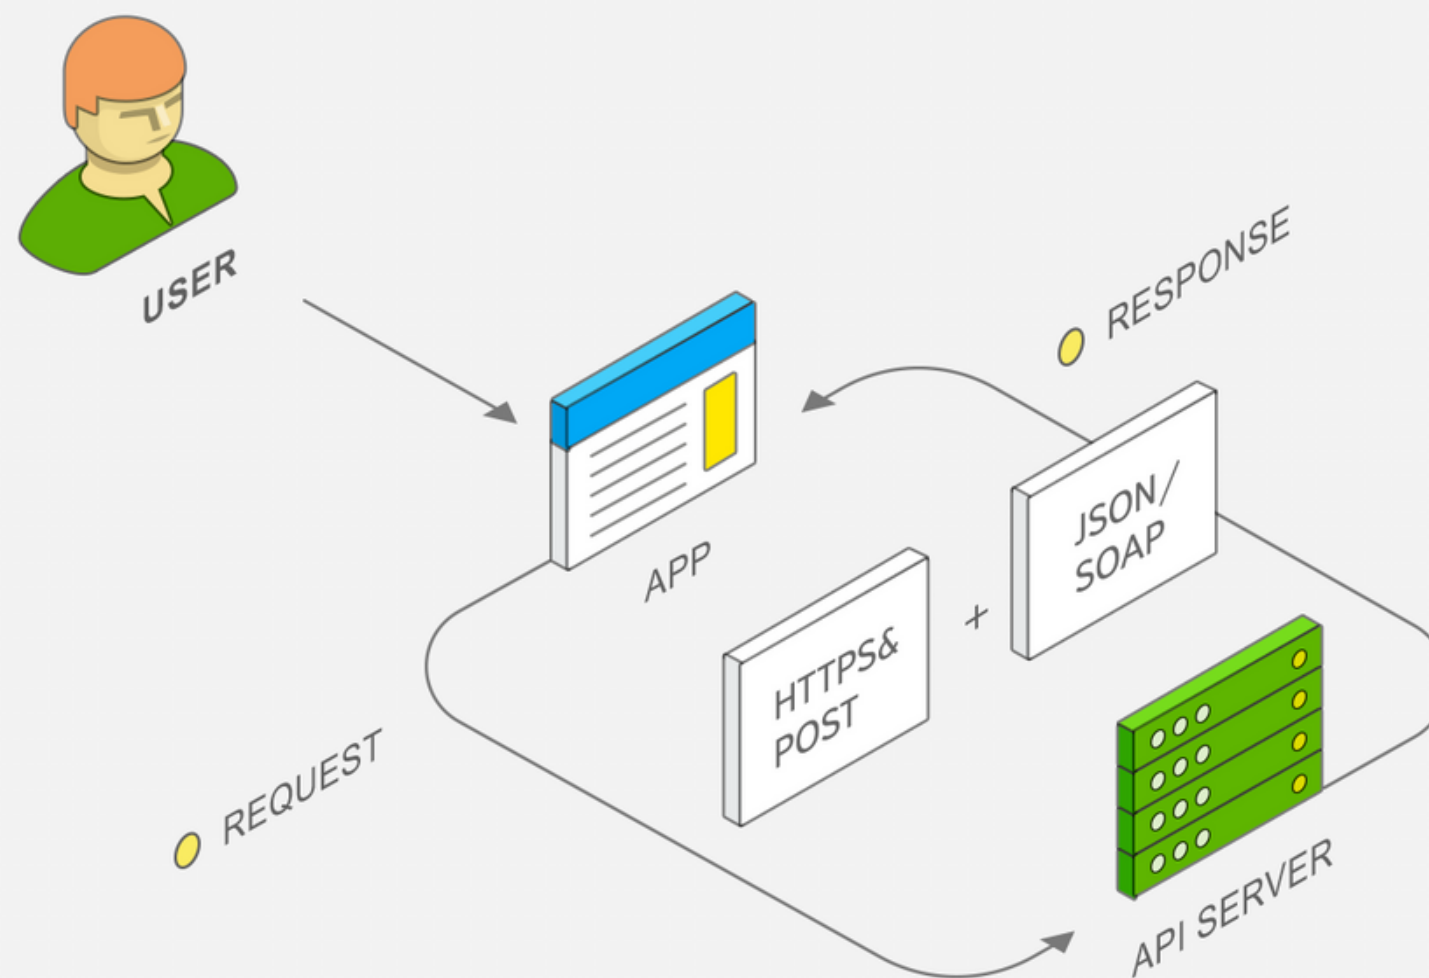 USER
RESPONSE
APP
JSON/
SOAP
+
HTTPS&
POST
REQUEST
API SERVER